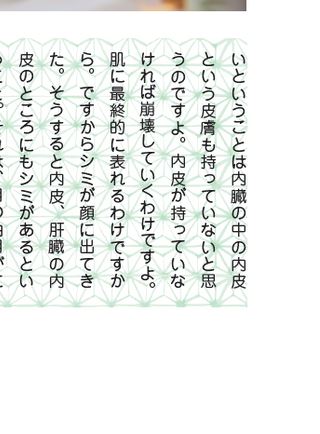 いということは内臓の中の内皮
という皮膚も持っていないと思
うのですよ。内皮が持っていな
ければ崩壊していくわけですよ。
肌に最終的に表れるわけですか
ら。ですからシミが顔に出てき
た。そうすると内皮、肝臓の内
皮のところにもシミがあるとい